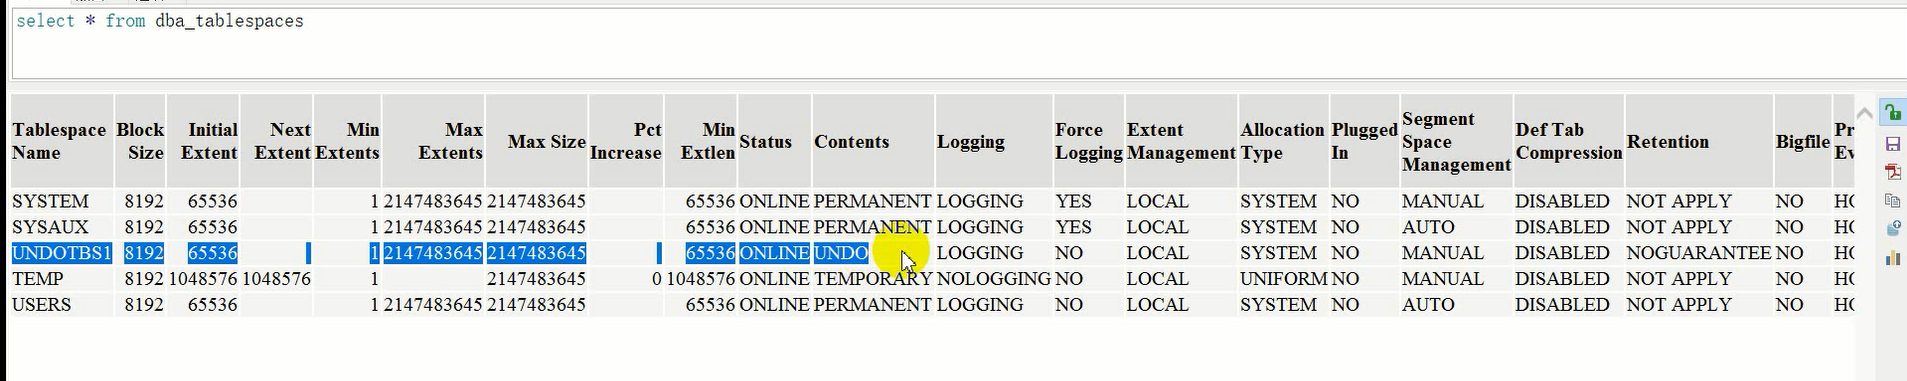 select * from dba_tablespaces
Tablespace Name Block Size Initial Extent Next Extent Min Extents Max Extents Max Size Pct Increase Min Extlen Status Contents Logging Force Logging Extent Management Allocation Type Plugged In Segment Space Management Def Tab Compression Retention Bigfile
SYSTEM 8192 65536 1 2147483645 2147483645 65536 ONLINE PERMANENT LOGGING YES LOCAL SYSTEM NO MANUAL DISABLED NOT APPLY NO
SYSAUX 8192 65536 1 2147483645 2147483645 65536 ONLINE PERMANENT LOGGING YES LOCAL SYSTEM NO AUTO DISABLED NOT APPLY NO
UNDOTBS1 8192 65536 1 2147483645 2147483645 65536 ONLINE UNDO LOGGING NO LOCAL SYSTEM NO MANUAL DISABLED NOGUARANTEE NO
TEMP 8192 1048576 1048576 1 2147483645 0 1048576 ONLINE TEMPORARY NOLOGGING NO LOCAL UNIFORM NO MANUAL DISABLED NOT APPLY NO
USERS 8192 65536 1 2147483645 2147483645 65536 ONLINE PERMANENT LOGGING NO LOCAL SYSTEM NO AUTO DISABLED NOT APPLY NO